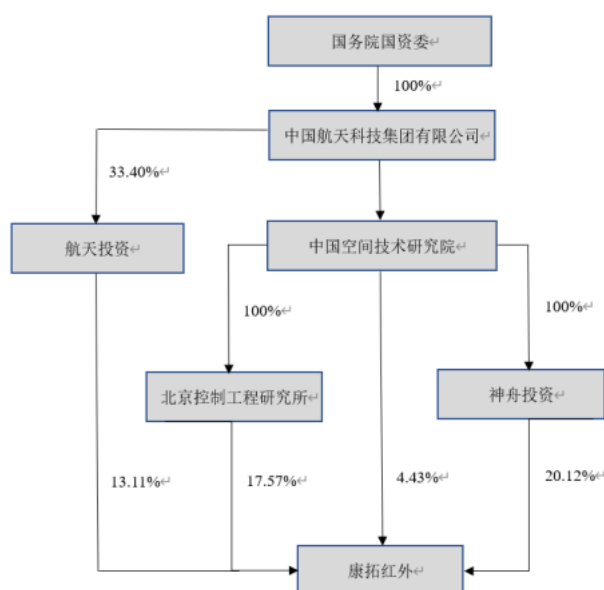 国务院国资委
100%
中国航天科技集团有限公司
33.40%
航天投资
中国空间技术研究院
100%
100%
北京控制工程研究所
神舟投资
13.11%
17.57%
4.43%
20.12%
康拓红外